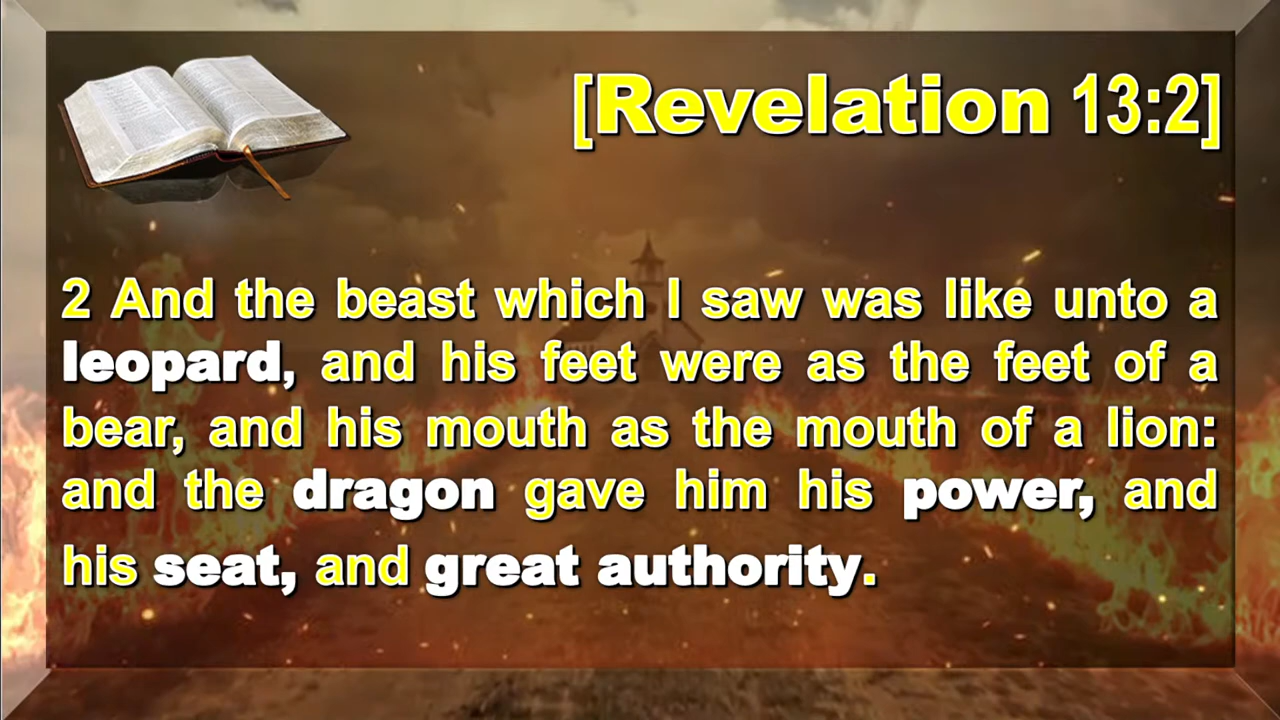 [Revelation 13:2]
2 And the beast which I saw was like unto a
leopard, and his feet were as the feet of a
bear, and his mouth as the mouth of a lion:
and the dragon gave him his power, and
his seat, and great authority.